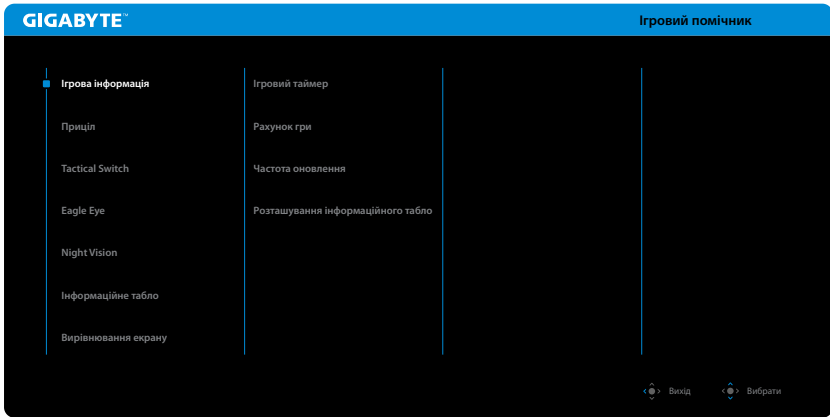 GIGABYTE™
Ігровий помічник
Ігрова інформація
Приціл
Tactical Switch
Eagle Eye
Night Vision
Інформаційне табло
Вирівнювання екрану
Ігровий таймер
Рахунок гри
Частота оновлення
Розташування інформаційного табло
Вихід
Вибрати